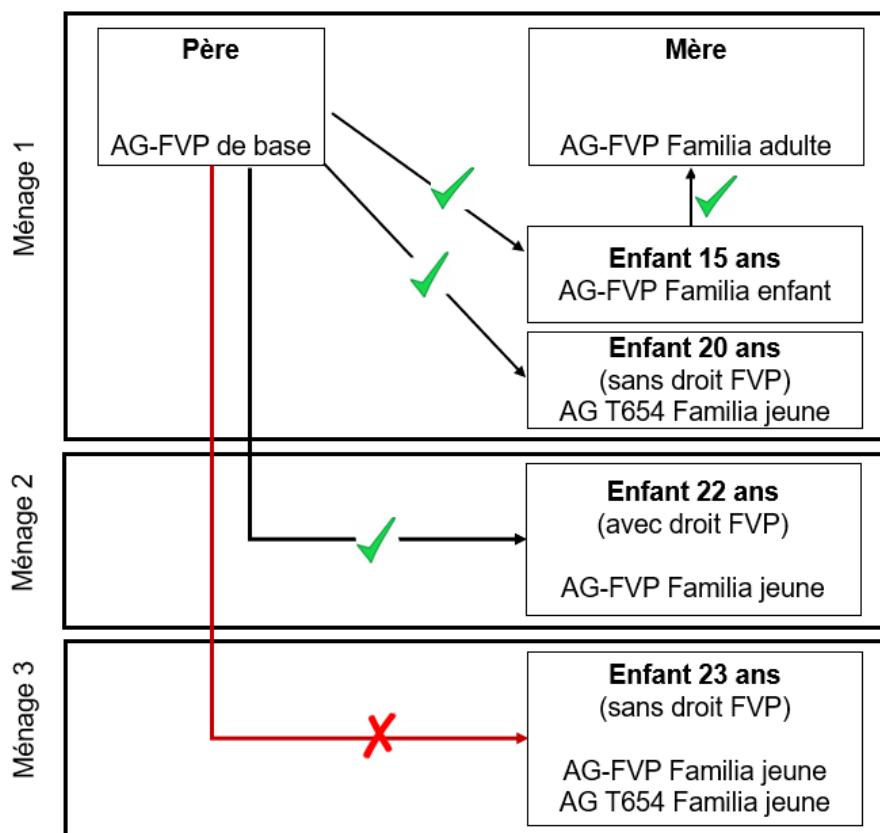 Ménage 1
Père
AG-FVP de base
Mère
AG-FVP Familia adulte
Enfant 15 ans
AG-FVP Familia enfant
Enfant 20 ans
(sans droit FVP)
AG T654 Familia jeune
Ménage 2
Enfant 22 ans
(avec droit FVP)
AG-FVP Familia jeune
Ménage 3
Enfant 23 ans
(sans droit FVP)
AG-FVP Familia jeune
AG T654 Familia jeune